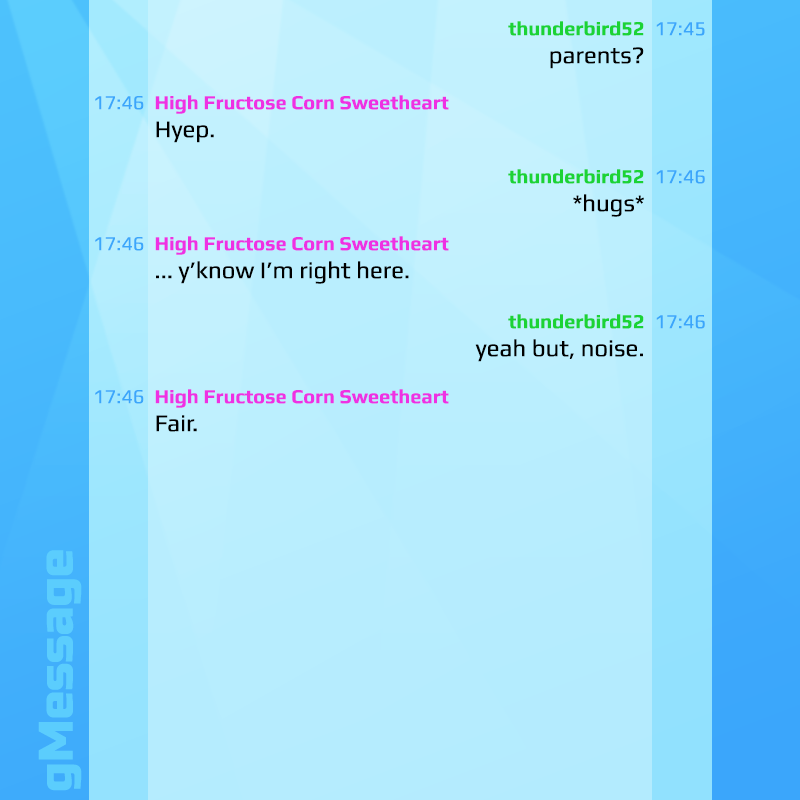 thunderbird52 17:45
parents?
17:46 High Fructose Corn Sweetheart
Hyep.
thunderbird52 17:46
*hugs*
17:46 High Fructose Corn Sweetheart
... y’know I’m right here.
thunderbird52 17:46
yeah but, noise.
17:46 High Fructose Corn Sweetheart
Fair.
gMessage